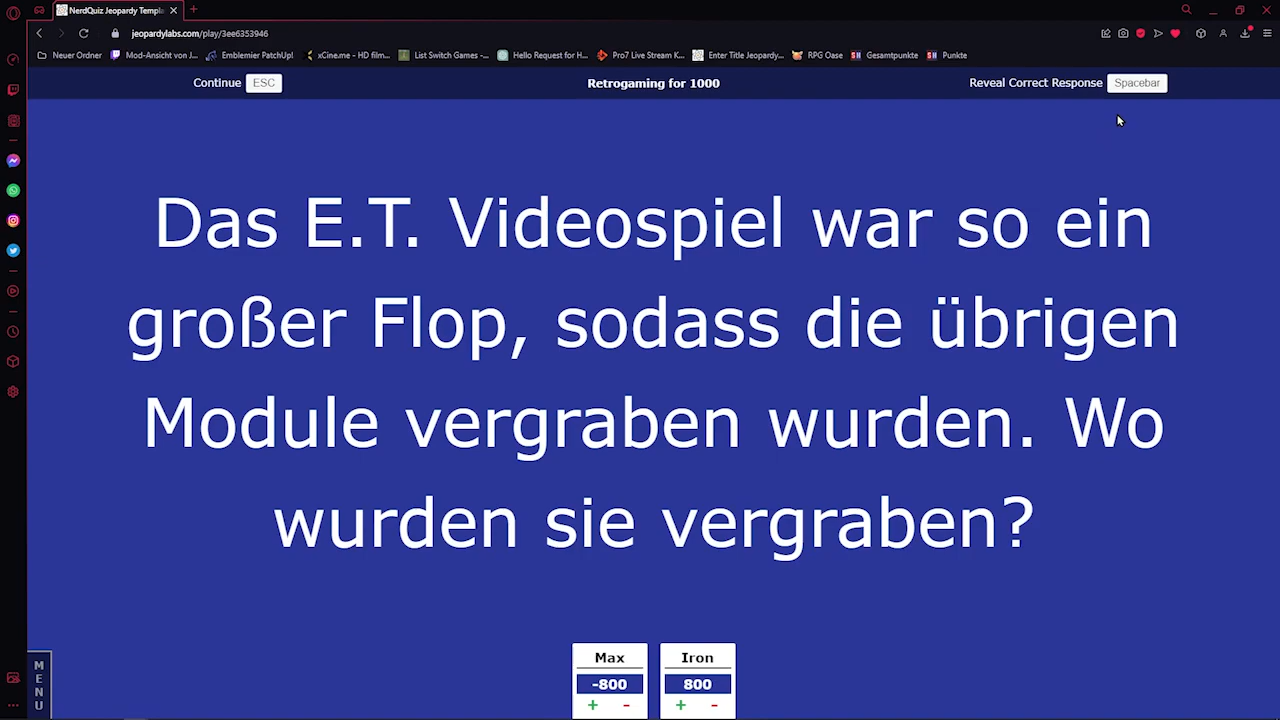 NerdQuiz Jeopardy Templ
jeopardylabs.com/play/3ee6353946
Neuer Ordner Mod-Ansicht von J... Emblemier PatchUp! xCine.me - HD film... List Switch Games -... Hello Request for H... Pro7 Live Stream K... Enter Title Jeopardy... RPG Oase Gesamtpunkte Punkte
Continue ESC Retrogaming for 1000 Reveal Correct Response Spacebar
Das E.T. Videospiel war so ein
großer Flop, sodass die übrigen
Module vergraben wurden. Wo
wurden sie vergraben?
MENU
Max Iron
-800 800
+ - + -